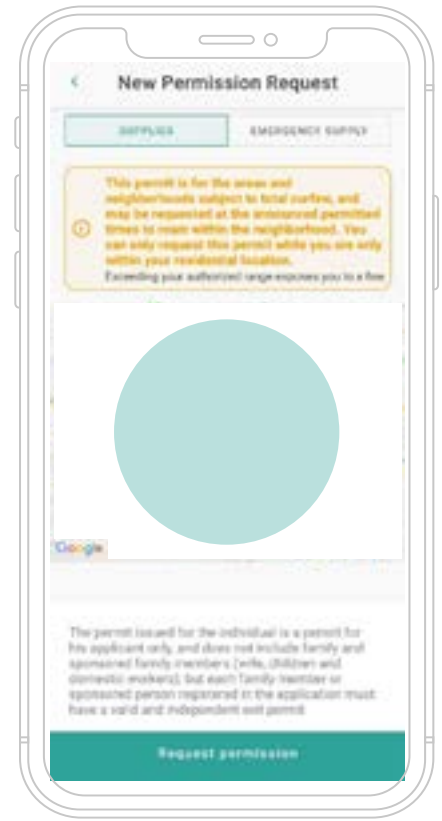 New Permission Request
SUPPLIES
EMERGENCY SUPPLY
This permit is for the areas and
neighborhoods subject to total curfew, and
may be requested at the announced permitted
times to roam within the neighborhood. You
can only request this permit while you are only
within your residential location.
Exceeding your authorized range exposes you to a fine
Google
The permit issued for the individual is a permit for
his applicant only, and does not include family and
sponsored family members (wife, children and
domestic workers), but each family member or
sponsored person registered in the application must
have a valid and independent exit permit
Request permission